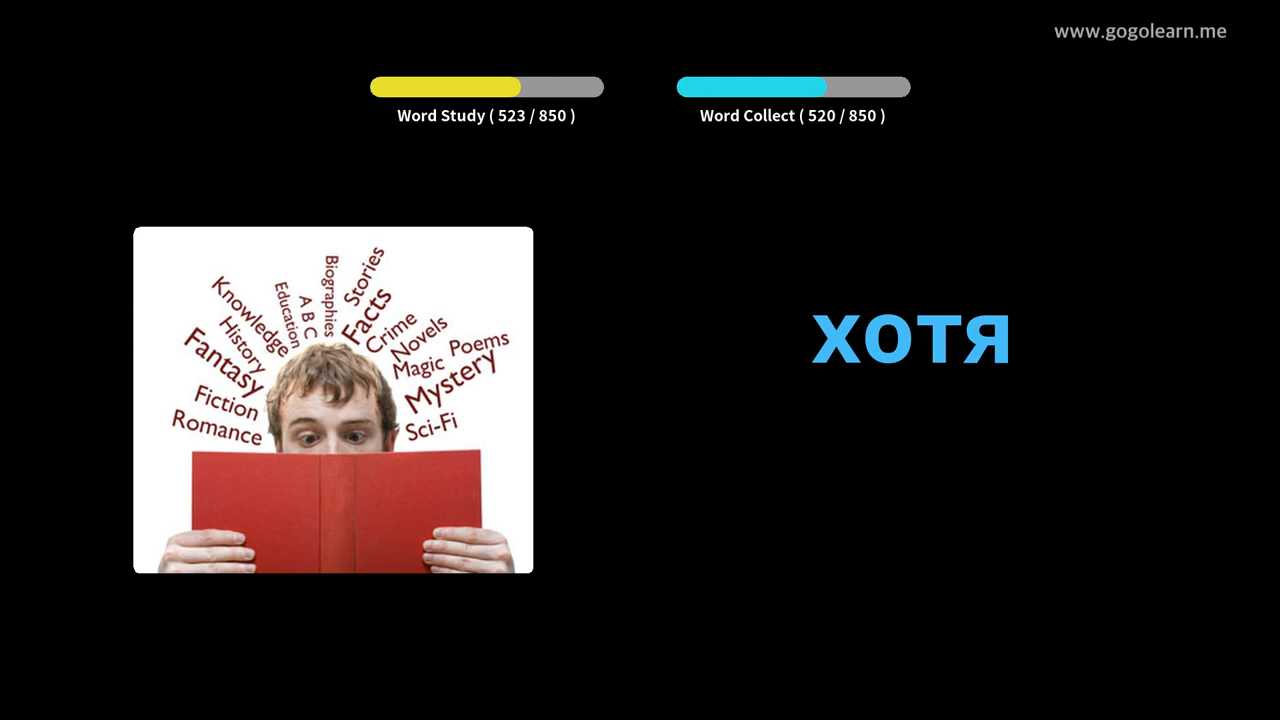 www.gogolearn.me
Word Study ( 523 / 850 )
Word Collect ( 520 / 850 )
Biographies
Stories
Education
A B C
Facts
Knowledge
History
Crime
Novels
Poems
Fantasy
Magic
Mystery
Fiction
Romance
Sci-Fi
хотя